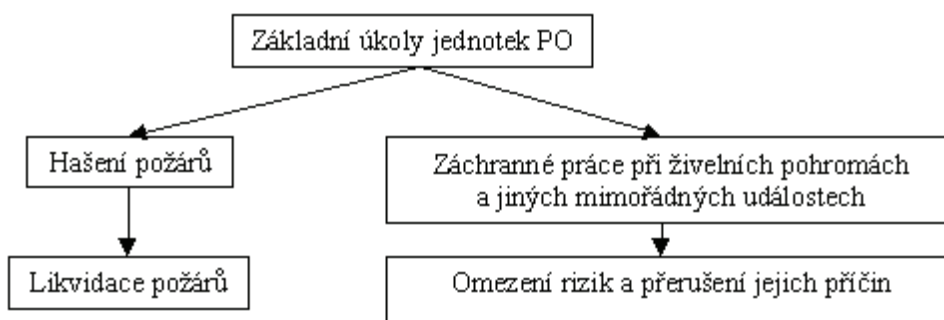 Základní úkoly jednotek PO
Hašení požárů
Záchranné práce při živelních pohromách
a jiných mimořádných událostech
Likvidace požárů
Omezení rizik a přerušení jejich příčin